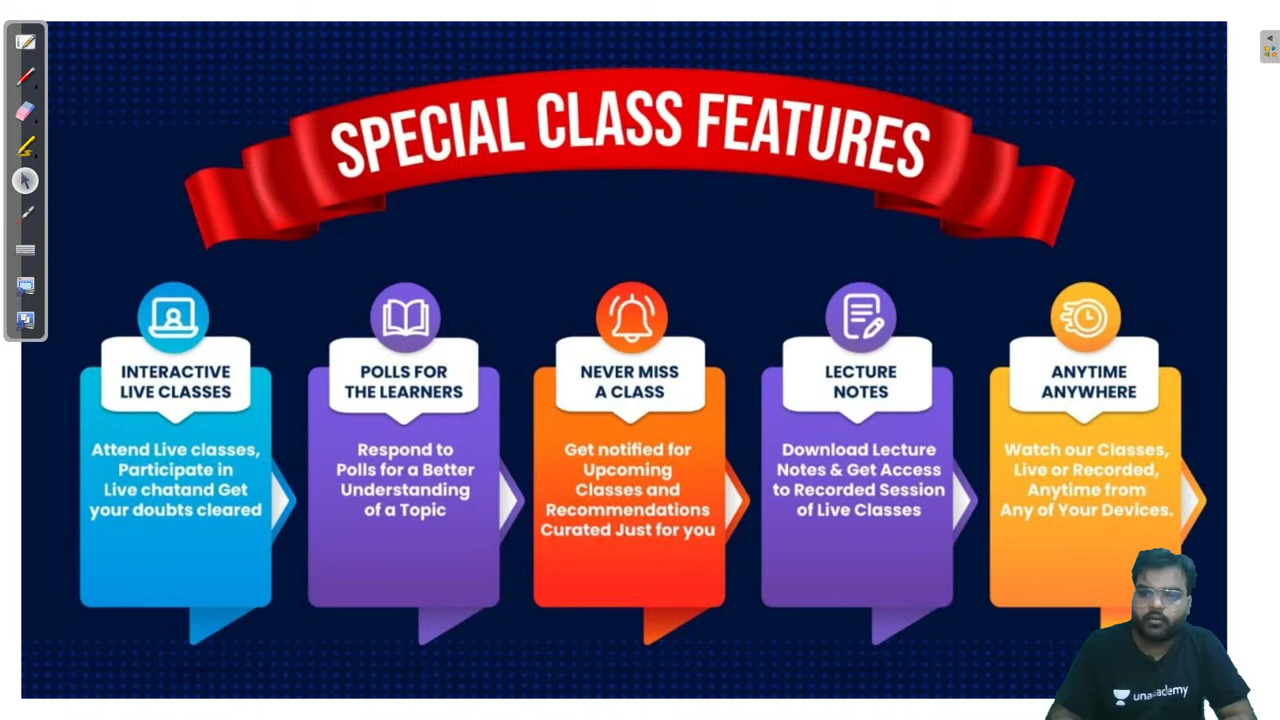 SPECIAL CLASS FEATURES
INTERACTIVE
LIVE CLASSES
Attend Live classes,
Participate in
Live chatand Get
your doubts cleared
POLLS FOR
THE LEARNERS
Respond to
Polls for a Better
Understanding
of a Topic
NEVER MISS
A CLASS
Get notified for
Upcoming
Classes and
Recommendations
Curated Just for you
LECTURE
NOTES
Download Lecture
Notes & Get Access
to Recorded Session
of Live Classes
ANYTIME
ANYWHERE
Watch our Classes,
Live or Recorded,
Anytime from
Any of Your Devices.
unacademy